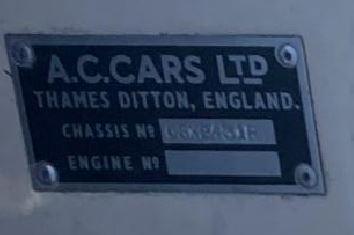 A.C.CARS LTD
THAMES DITTON, ENGLAND.
CHASSIS Nº
ENGINE Nº